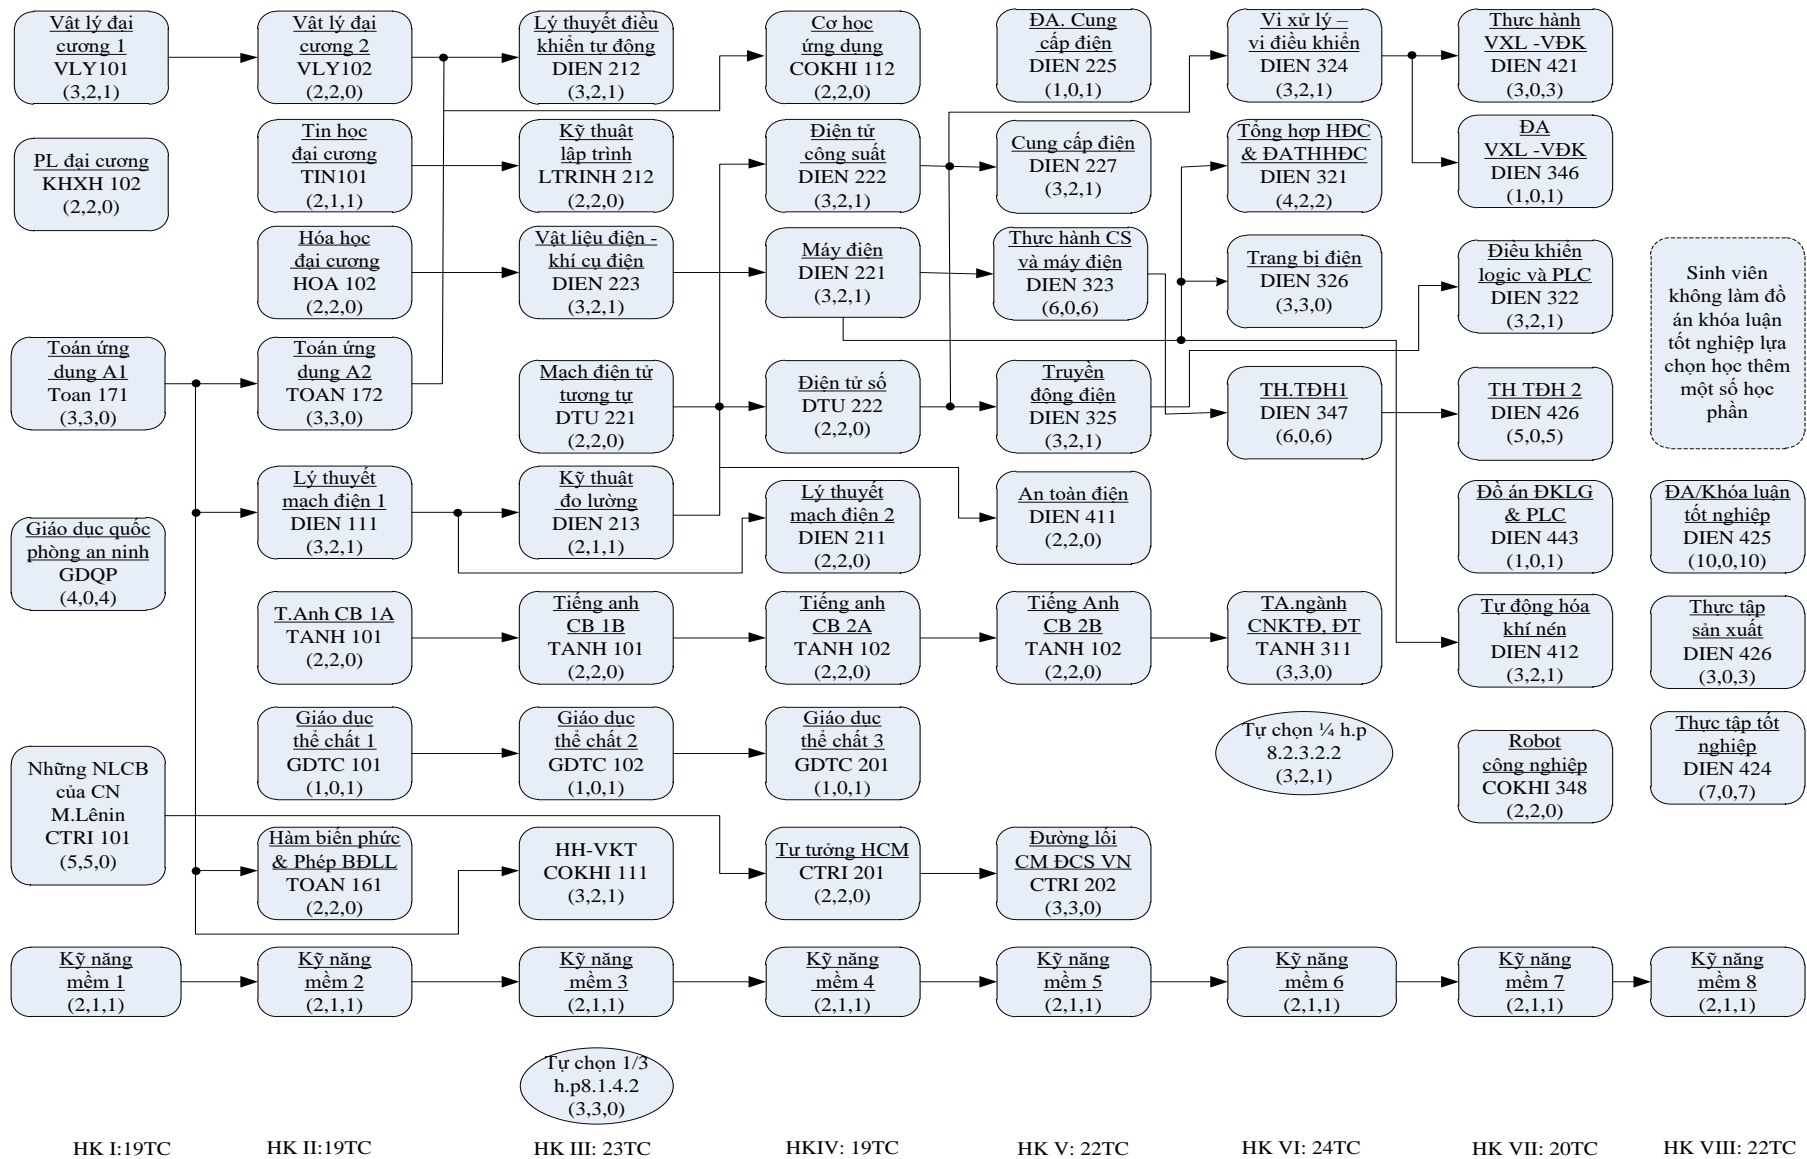 Vật lý đại
cương 1
VLY101
(3,2,1)
PL đại cương
KHXH 102
(2,2,0)
Toán ứng
dụng A1
Toan 171
(3,3,0)
Giáo dục quốc
phòng an ninh
GDQP
(4,0,4)
Những NLCB
của CN
M.Lênin
CTRI 101
(5,5,0)
Kỹ năng
mềm 1
(2,1,1)
HK I:19TC
Vật lý đại
cương 2
VLY102
(2,2,0)
Tin học
đại cương
TIN101
(2,1,1)
Hóa học
đại cương
HOA 102
(2,2,0)
Toán ứng
dụng A2
TOAN 172
(3,3,0)
Lý thuyết
mạch điện 1
DIEN 111
(3,2,1)
T.Anh CB 1A
TANH 101
(2,2,0)
Giáo dục
thể chất 1
GDTC 101
(1,0,1)
Hàm biến phức
& Phép BĐLL
TOAN 161
(2,2,0)
Kỹ năng
mềm 2
(2,1,1)
HK II:19TC
Lý thuyết điều
khiển tự động
DIEN 212
(3,2,1)
Kỹ thuật
lập trình
LTRINH 212
(2,2,0)
Vật liệu điện -
khí cụ điện
DIEN 223
(3,2,1)
Mạch điện tử
tương tự
DTU 221
(2,2,0)
Kỹ thuật
đo lường
DIEN 213
(2,1,1)
Tiếng anh
CB 1B
TANH 101
(2,2,0)
Giáo dục
thể chất 2
GDTC 102
(1,0,1)
HH-VKT
COKHI 111
(3,2,1)
Kỹ năng
mềm 3
(2,1,1)
Tự chọn 1/3
h.p8.1.4.2
(3,3,0)
HK III: 23TC
Cơ học
ứng dụng
COKHI 112
(2,2,0)
Điện tử
công suất
DIEN 222
(3,2,1)
Máy điện
DIEN 221
(3,2,1)
Điện tử số
DTU 222
(2,2,0)
Lý thuyết
mạch điện 2
DIEN 211
(2,2,0)
Tiếng anh
CB 2A
TANH 102
(2,2,0)
Giáo dục
thể chất 3
GDTC 201
(1,0,1)
Tư tưởng HCM
CTRI 201
(2,2,0)
Kỹ năng
mềm 4
(2,1,1)
HKIV: 19TC
ĐA. Cung
cấp điện
DIEN 225
(1,0,1)
Cung cấp điện
DIEN 227
(3,2,1)
Thực hành CS
và máy điện
DIEN 323
(6,0,6)
Truyền
động điện
DIEN 325
(3,2,1)
An toàn điện
DIEN 411
(2,2,0)
Tiếng Anh
CB 2B
TANH 102
(2,2,0)
Đường lối
CM ĐCS VN
CTRI 202
(3,3,0)
Kỹ năng
mềm 5
(2,1,1)
HK V: 22TC
Vi xử lý –
vi điều khiển
DIEN 324
(3,2,1)
Tổng hợp HĐC
& ĐATHHĐC
DIEN 321
(4,2,2)
Trang bị điện
DIEN 326
(3,3,0)
TH.TĐH1
DIEN 347
(6,0,6)
TA.ngành
CNKTĐ, ĐT
TANH 311
(3,3,0)
Tự chọn ¼ h.p
8.2.3.2.2
(3,2,1)
Kỹ năng
mềm 6
(2,1,1)
HK VI: 24TC
Thực hành
VXL -VĐK
DIEN 421
(3,0,3)
ĐA
VXL -VĐK
DIEN 346
(1,0,1)
Điều khiển
logic và PLC
DIEN 322
(3,2,1)
TH TĐH 2
DIEN 426
(5,0,5)
Đồ án ĐKLG
& PLC
DIEN 443
(1,0,1)
Tự động hóa
khí nén
DIEN 412
(3,2,1)
Robot
công nghiệp
COKHI 348
(2,2,0)
Kỹ năng
mềm 7
(2,1,1)
HK VII: 20TC
Sinh viên
không làm đồ
án khóa luận
tốt nghiệp lựa
chọn học thêm
một số học
phần
ĐA/Khóa luận
tốt nghiệp
DIEN 425
(10,0,10)
Thực tập
sản xuất
DIEN 426
(3,0,3)
Thực tập tốt
nghiệp
DIEN 424
(7,0,7)
Kỹ năng
mềm 8
(2,1,1)
HK VIII: 22TC